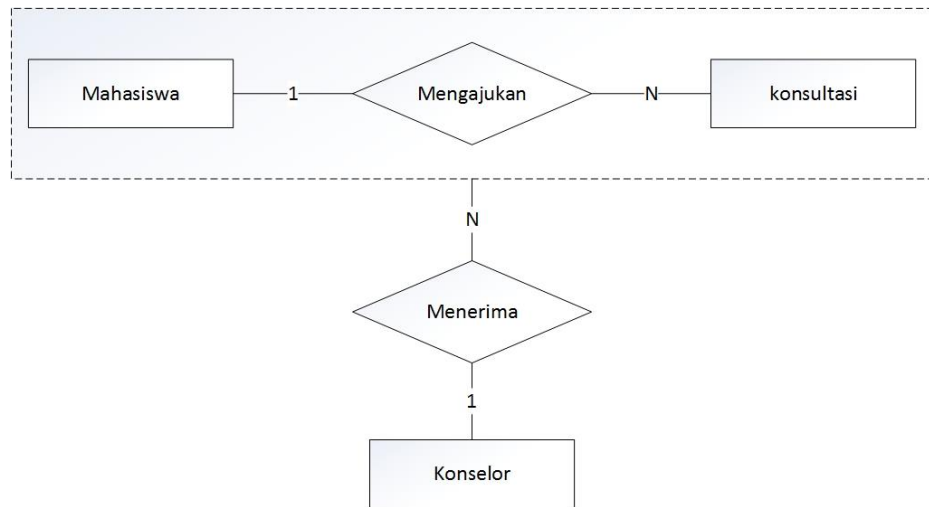 Mahasiswa
1
Mengajukan
N
konsultasi
N
Menerima
1
Konselor